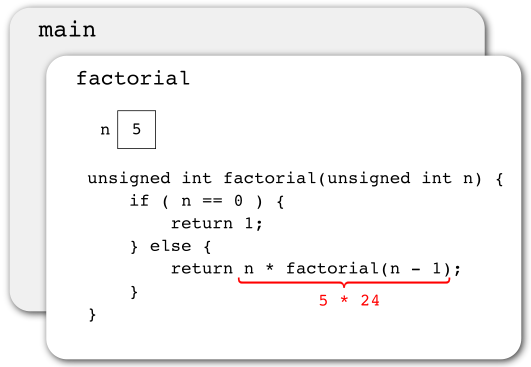 main
factorial
n 5
unsigned int factorial(unsigned int n) {
    if ( n == 0 ) {
        return 1;
    } else {
        return n * factorial(n - 1);
5 * 24
    }
}